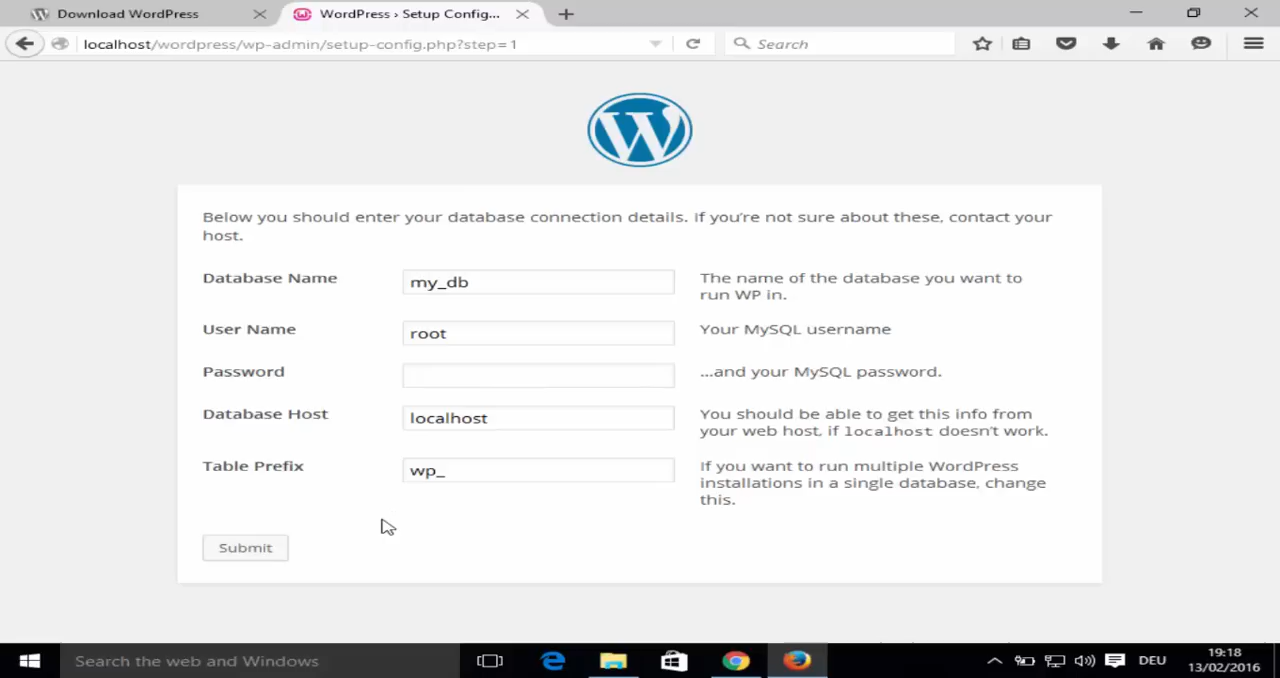 Download WordPress
WordPress › Setup Config...
localhost/wordpress/wp-admin/setup-config.php?step=1
Search
Below you should enter your database connection details. If you're not sure about these, contact your
host.
Database Name
my_db
The name of the database you want to
run WP in.
User Name
root
Your MySQL username
Password
...and your MySQL password.
Database Host
localhost
You should be able to get this info from
your web host, if localhost doesn't work.
Table Prefix
wp_
If you want to run multiple WordPress
installations in a single database, change
this.
Submit
Search the web and Windows
DEU
19:18
13/02/2016